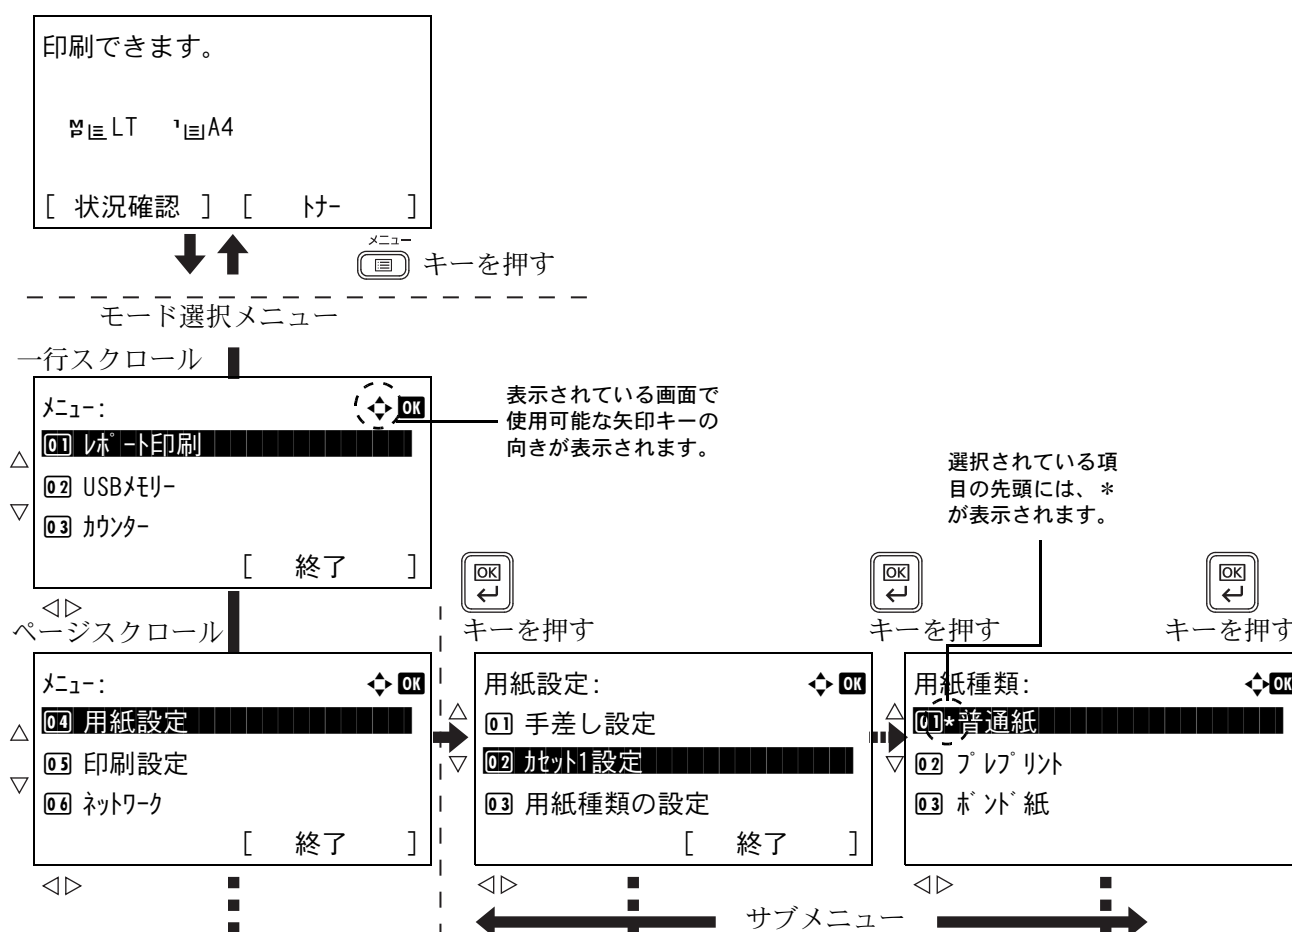 印刷できます。
MP LT 1 A4
[ 状況確認 ] [ ﾄﾅｰ ]
メニュー
キーを押す
モード選択メニュー
一行スクロール
ﾒﾆｭｰ: OK
01 ﾚﾎﾟｰﾄ印刷
02 USBﾒﾓﾘｰ
03 ｶｳﾝﾀｰ
[ 終了 ]
△
▽
◁▷
表示されている画面で
使用可能な矢印キーの
向きが表示されます。
ページスクロール
ﾒﾆｭｰ: OK
04 用紙設定
05 印刷設定
06 ﾈｯﾄﾜｰｸ
[ 終了 ]
△
▽
◁▷
OK
キーを押す
用紙設定: OK
01 手差し設定
02 ｶｾｯﾄ1設定
03 用紙種類の設定
[ 終了 ]
△
▽
◁▷
選択されている項
目の先頭には、＊
が表示されます。
OK
キーを押す
OK
キーを押す
用紙種類: OK
01*普通紙
02 ﾌﾟﾚﾌﾟﾘﾝﾄ
03 ﾎﾞﾝﾄﾞ紙
△
▽
◁▷
サブメニュー